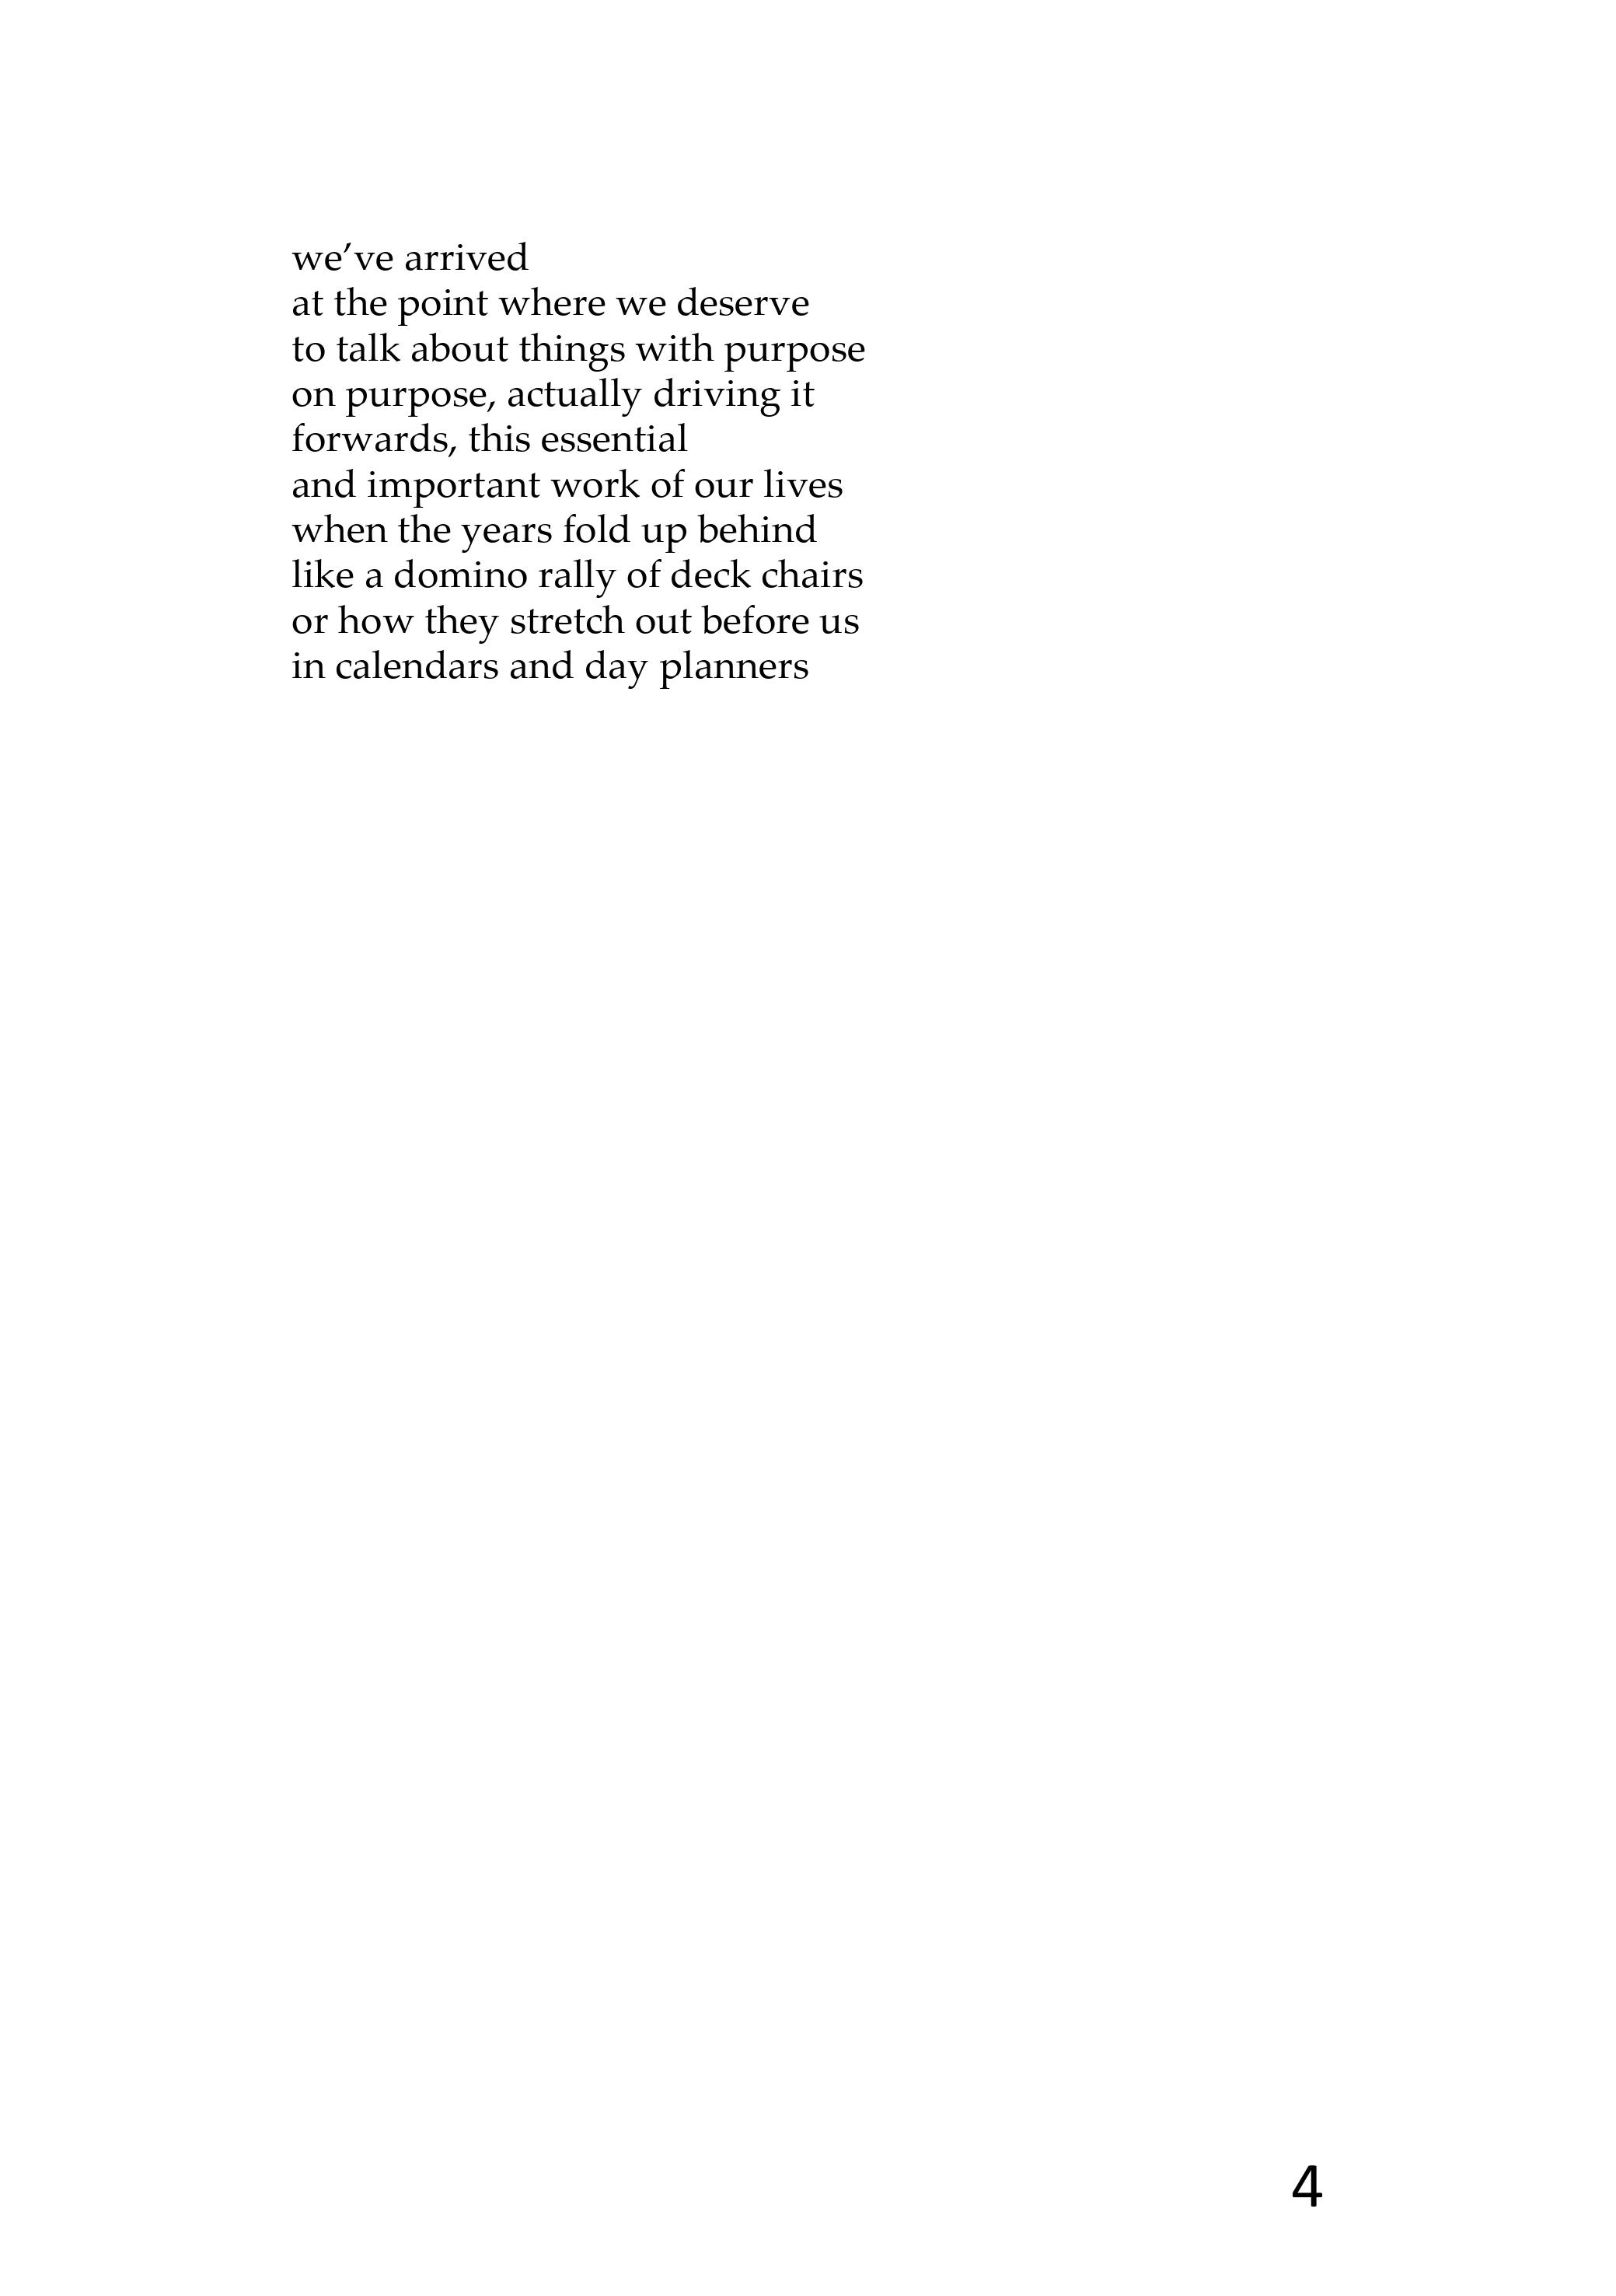 we’ve arrived
at the point where we deserve
to talk about things with purpose
on purpose, actually driving it
forwards, this essential
and important work of our lives
when the years fold up behind
like a domino rally of deck chairs
or how they stretch out before us
in calendars and day planners
4